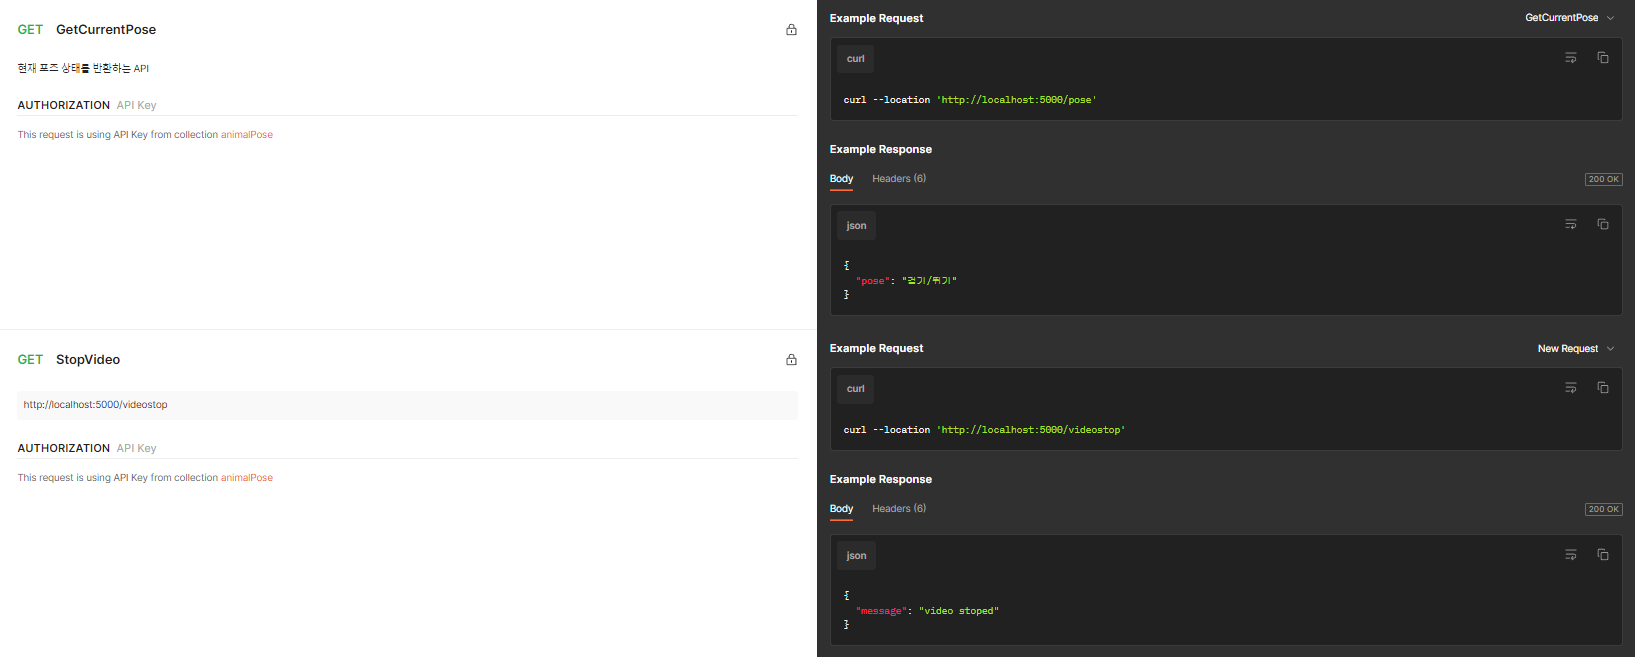 GET GetCurrentPose
현재 포즈 상태를 반환하는 API
AUTHORIZATION API Key
This request is using API Key from collection animalPose
Example Request
GetCurrentPose
curl
curl --location 'http://localhost:5000/pose'
Example Response
Body Headers (6)
200 OK
json
{
"pose": "걷기/뛰기"
}
GET StopVideo
http://localhost:5000/videostop
AUTHORIZATION API Key
This request is using API Key from collection animalPose
Example Request
New Request
curl
curl --location 'http://localhost:5000/videostop'
Example Response
Body Headers (6)
200 OK
json
{
"message": "video stoped"
}